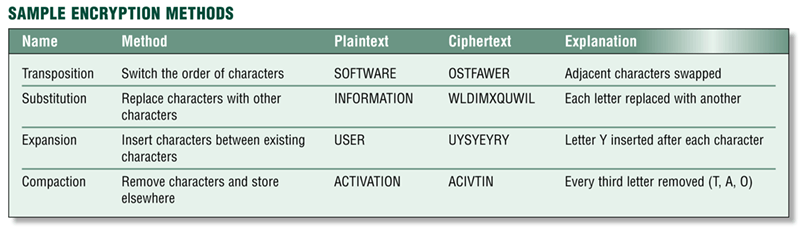 SAMPLE ENCRYPTION METHODS
Name Method Plaintext Ciphertext Explanation
Transposition Switch the order of characters SOFTWARE OSTFAWER Adjacent characters swapped
Substitution Replace characters with other INFORMATION WLDIMXQUWIL Each letter replaced with another
characters
Expansion Insert characters between existing USER UYSYEYRY Letter Y inserted after each character
characters
Compaction Remove characters and store ACTIVATION ACIVTIN Every third letter removed (T, A, O)
elsewhere